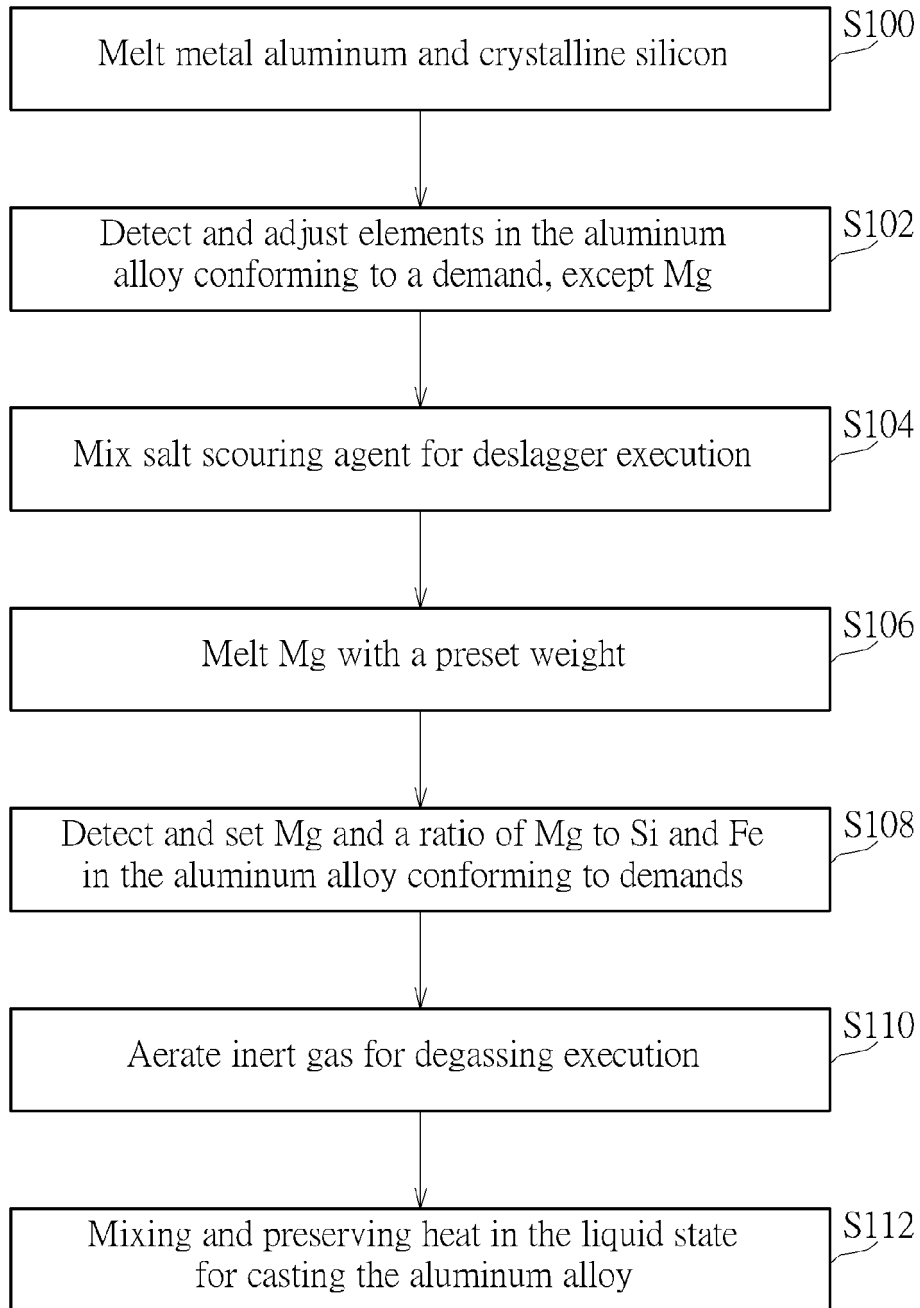 S100
Melt metal aluminum and crystalline silicon
S102
Detect and adjust elements in the aluminum
alloy conforming to a demand, except Mg
S104
Mix salt scouring agent for deslagger execution
S106
Melt Mg with a preset weight
S108
Detect and set Mg and a ratio of Mg to Si and Fe
in the aluminum alloy conforming to demands
S110
Aerate inert gas for degassing execution
S112
Mixing and preserving heat in the liquid state
for casting the aluminum alloy